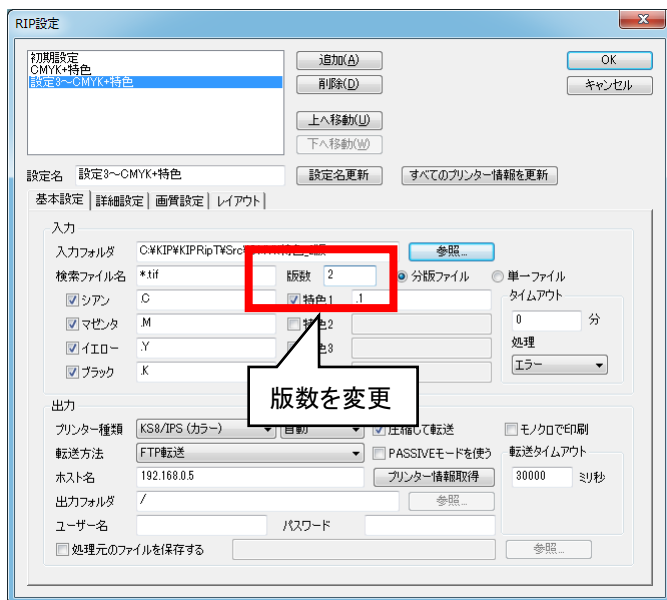 RIP設定
初期設定
CMYK+特色
設定3～CMYK+特色
追加(A)
削除(D)
上へ移動(U)
下へ移動(W)
OK
キャンセル
設定名 設定3～CMYK+特色 設定名更新 すべてのプリンター情報を更新
基本設定 詳細設定 画質設定 レイアウト
入力
入力フォルダ C:¥KIP¥KIPRipT¥Src 参照...
検索ファイル名 *.tif 版数 2 分版ファイル 単一ファイル
シアン .C 特色1 .1 タイムアウト
マゼンタ .M 0 分
イエロー .Y 処理
ブラック .K エラー
版数を変更
出力
プリンター種類 KS8/IPS (カラー) 自動 圧縮して転送 モノクロで印刷
転送方法 FTP転送 PASSIVEモードを使う 転送タイムアウト
ホスト名 192.168.0.5 プリンター情報取得 30000 ミリ秒
出力フォルダ / 参照...
ユーザー名 パスワード
処理元のファイルを保存する 参照...